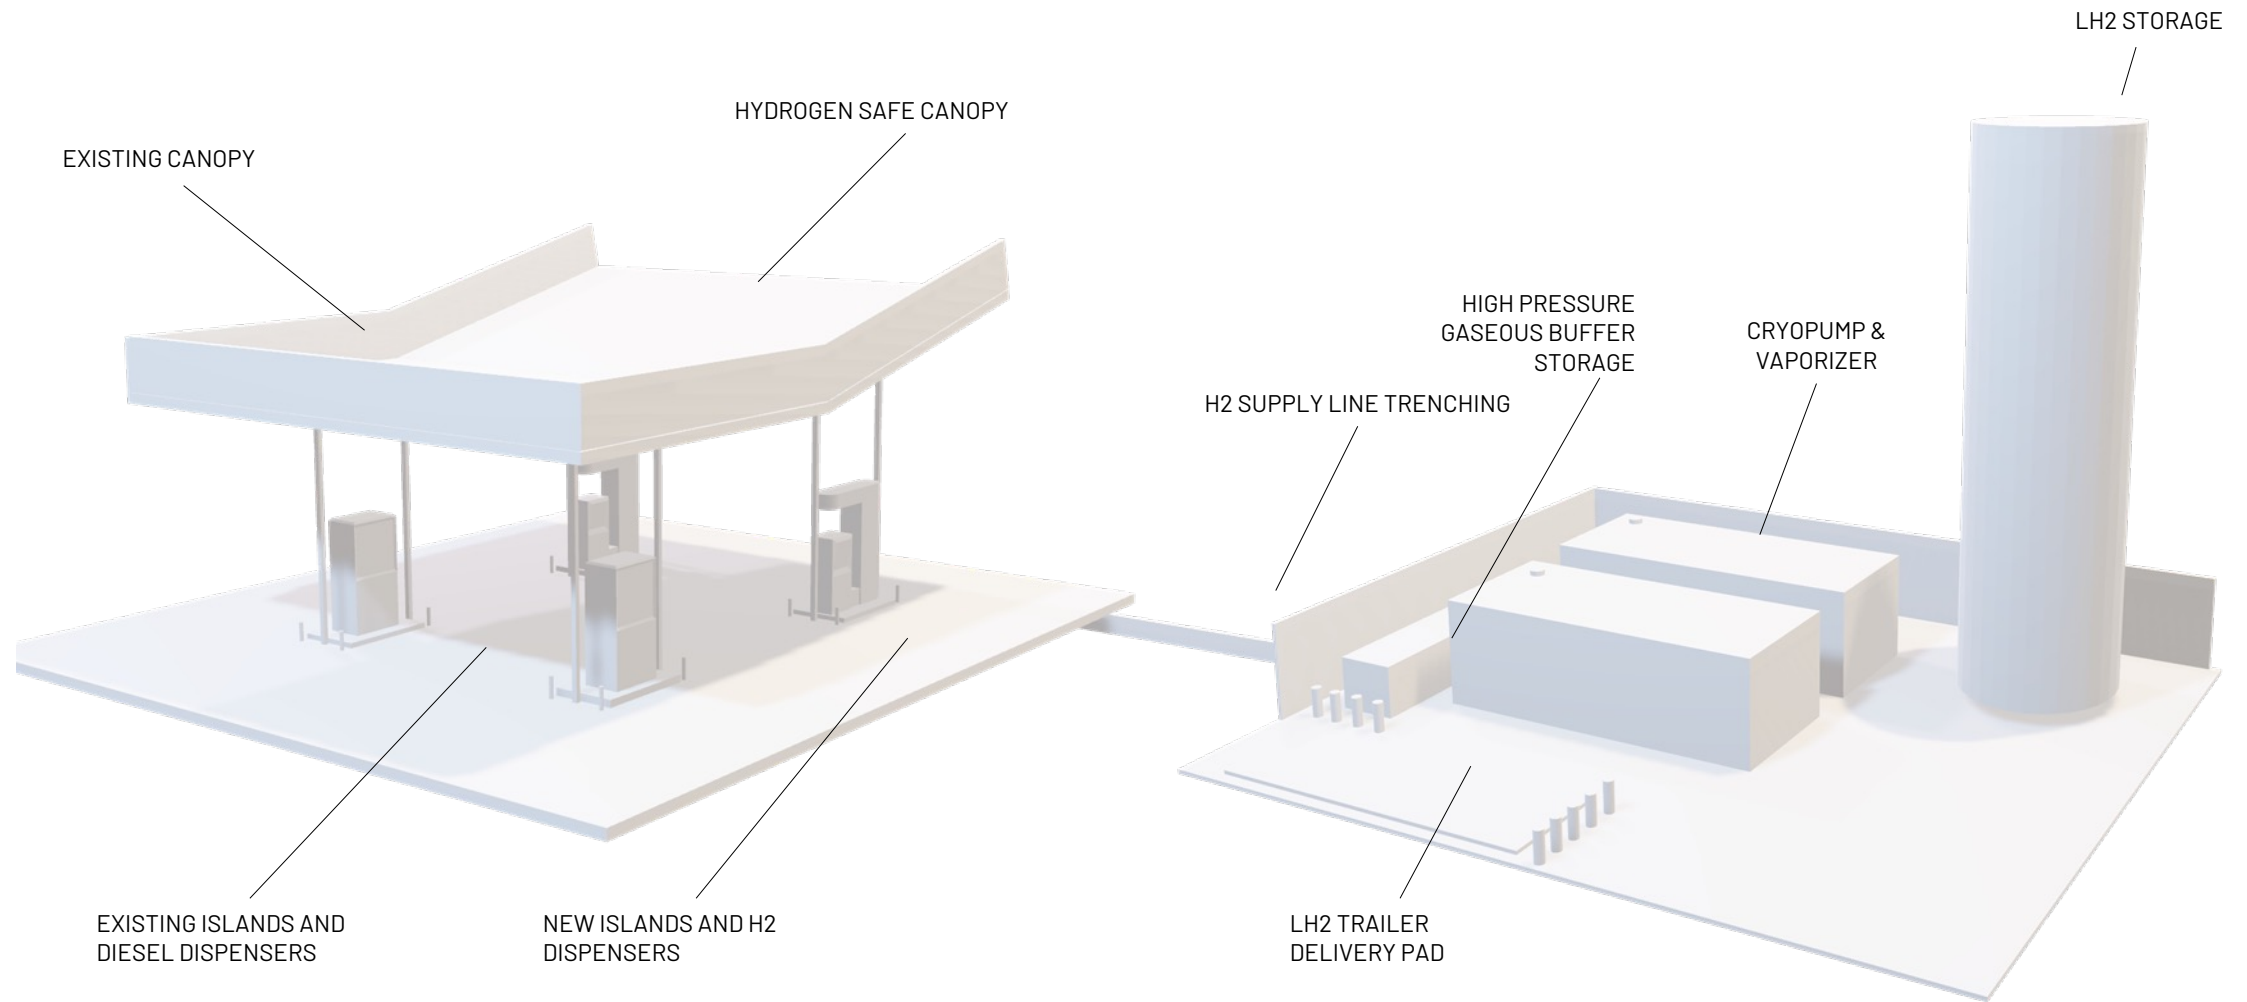 LH2 STORAGE
HYDROGEN SAFE CANOPY
EXISTING CANOPY
HIGH PRESSURE
GASEOUS BUFFER
STORAGE
CRYOPUMP &
VAPORIZER
H2 SUPPLY LINE TRENCHING
EXISTING ISLANDS AND
DIESEL DISPENSERS
NEW ISLANDS AND H2
DISPENSERS
LH2 TRAILER
DELIVERY PAD